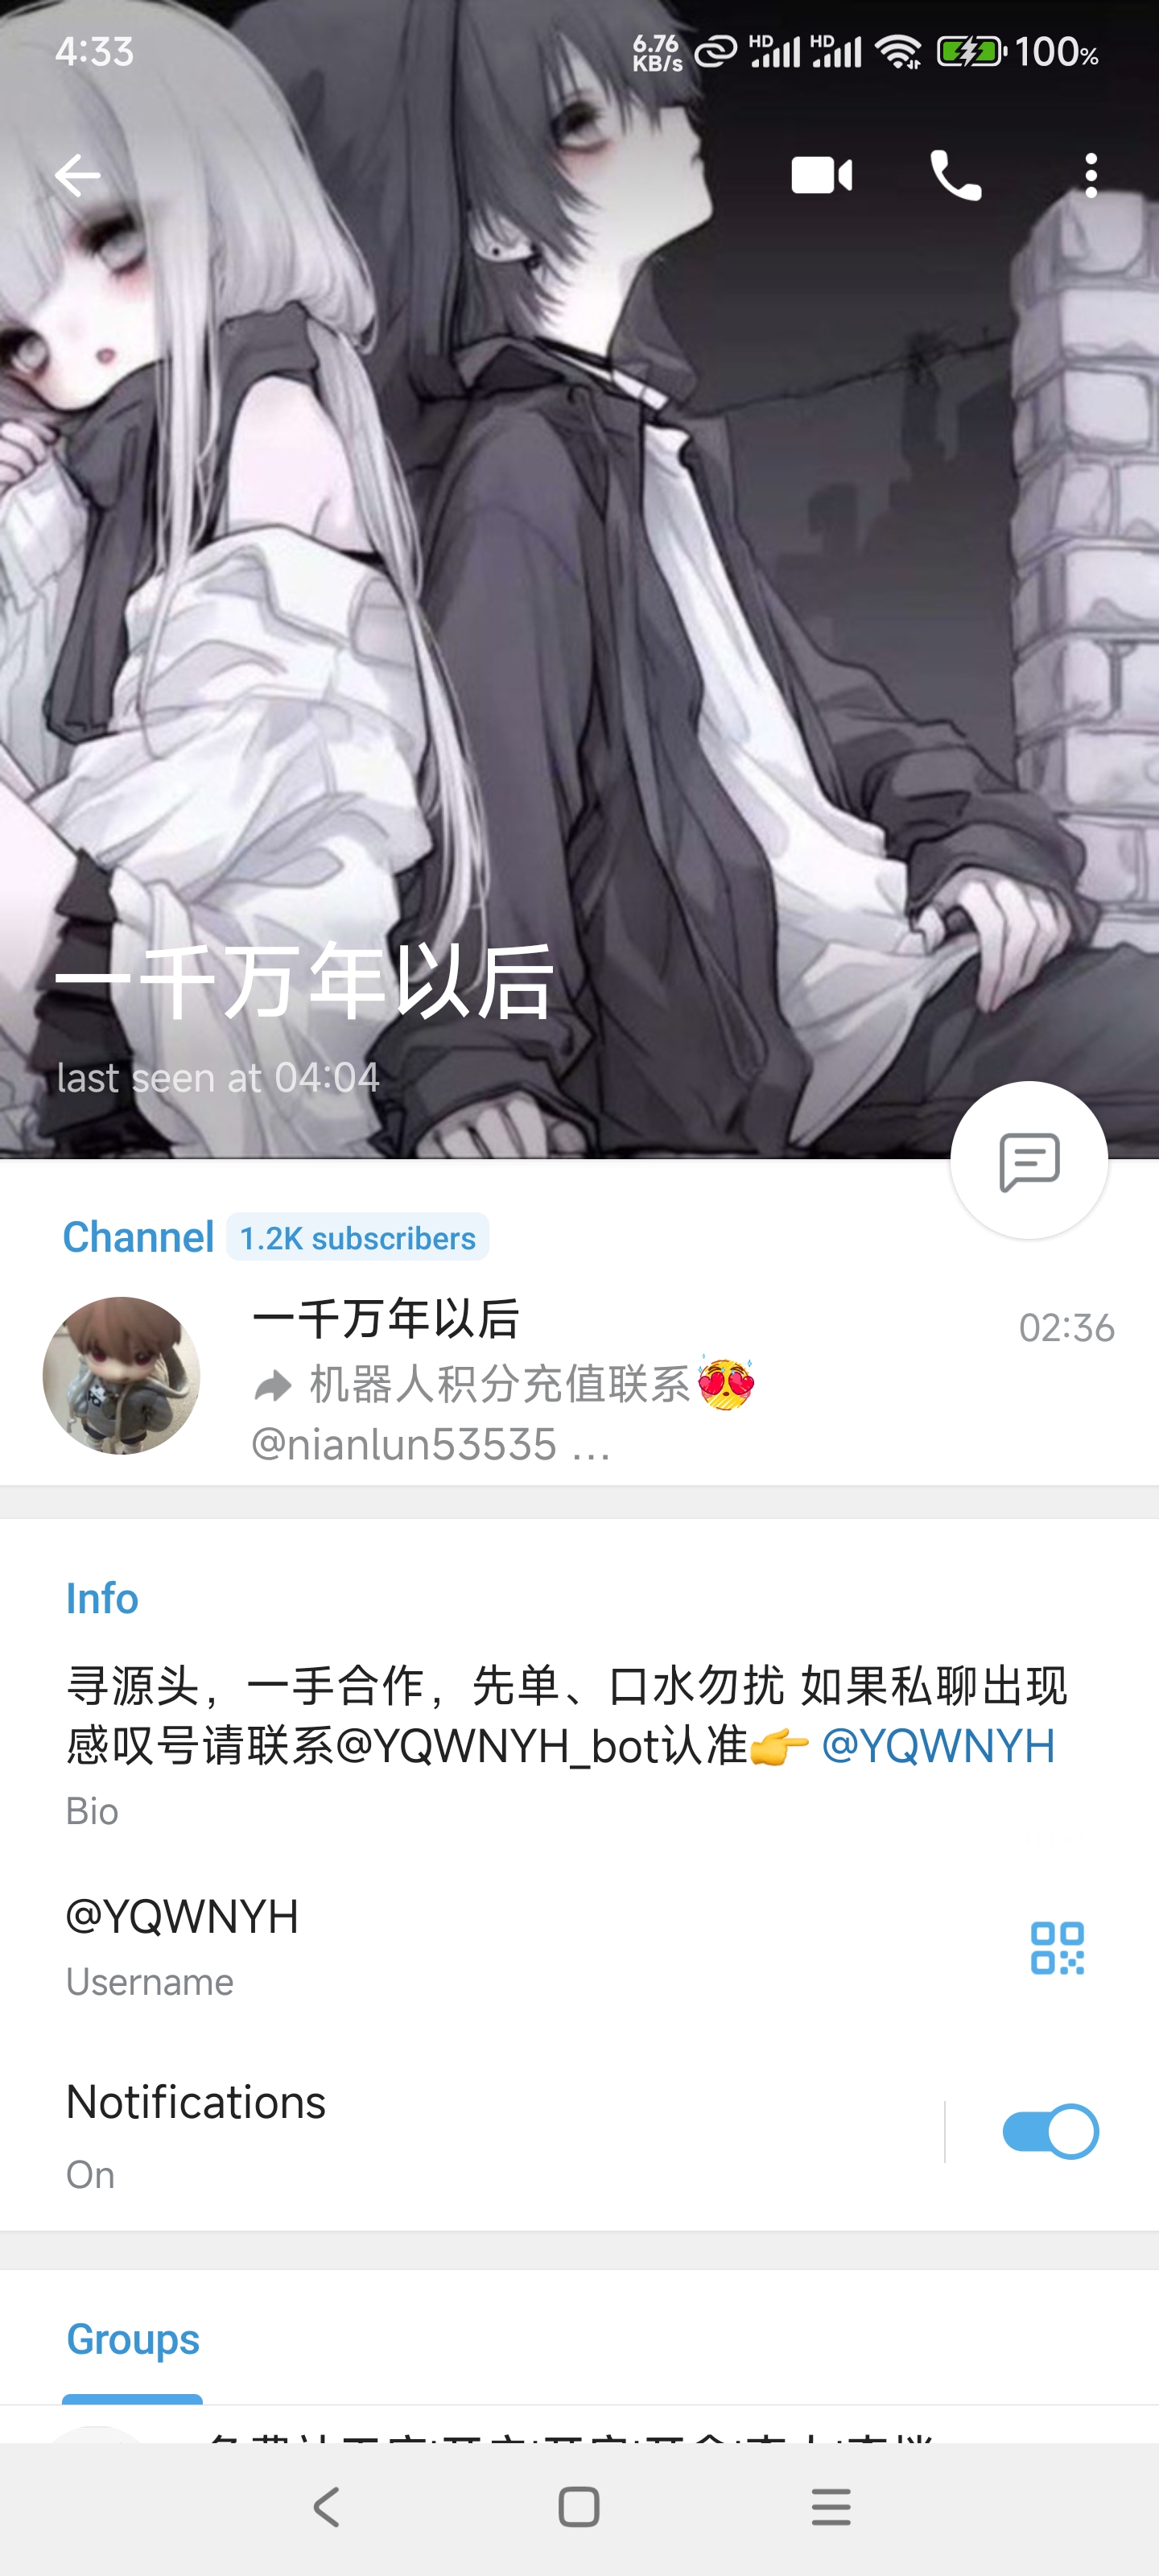 4:33
6.76 KB/s HD HD 100%
一千万年以后
last seen at 04:04
Channel 1.2K subscribers
一千万年以后
02:36
机器人积分充值联系😍
@nianlun53535 ...
Info
寻源头，一手合作，先单、口水勿扰 如果私聊出现
感叹号请联系@YQWNYH_bot认准👉 @YQWNYH
Bio
@YQWNYH
Username
Notifications
On
Groups